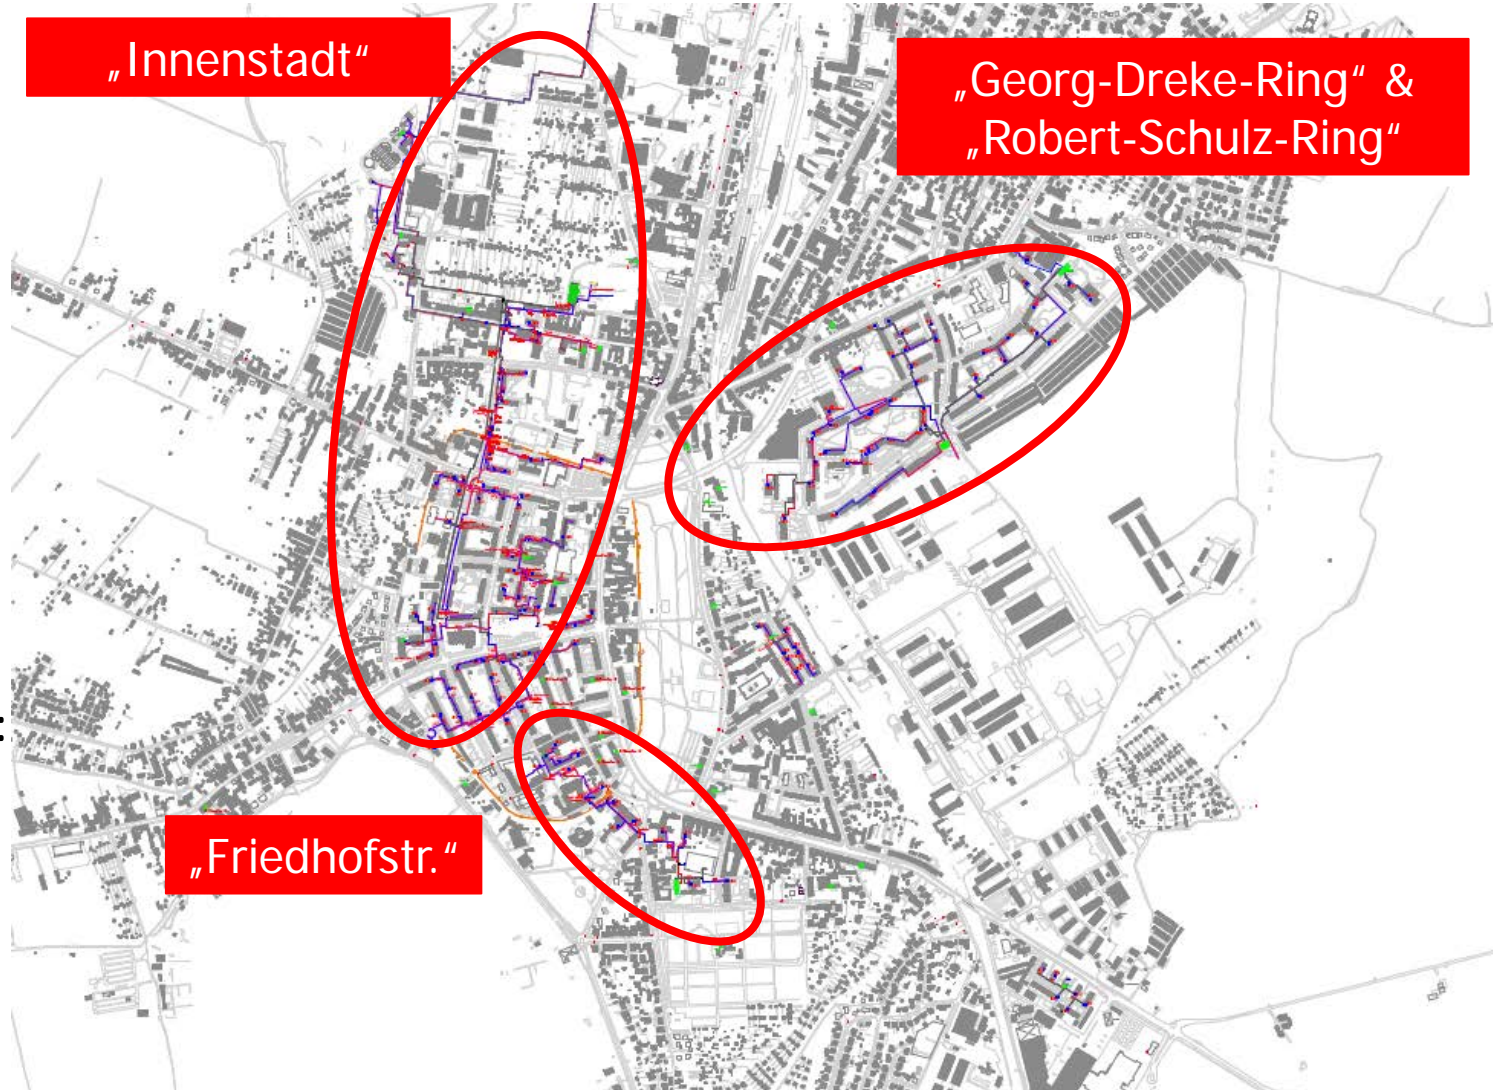 „Innenstadt“
„Georg-Dreke-Ring“ &
„Robert-Schulz-Ring“
:
„Friedhofstr.“